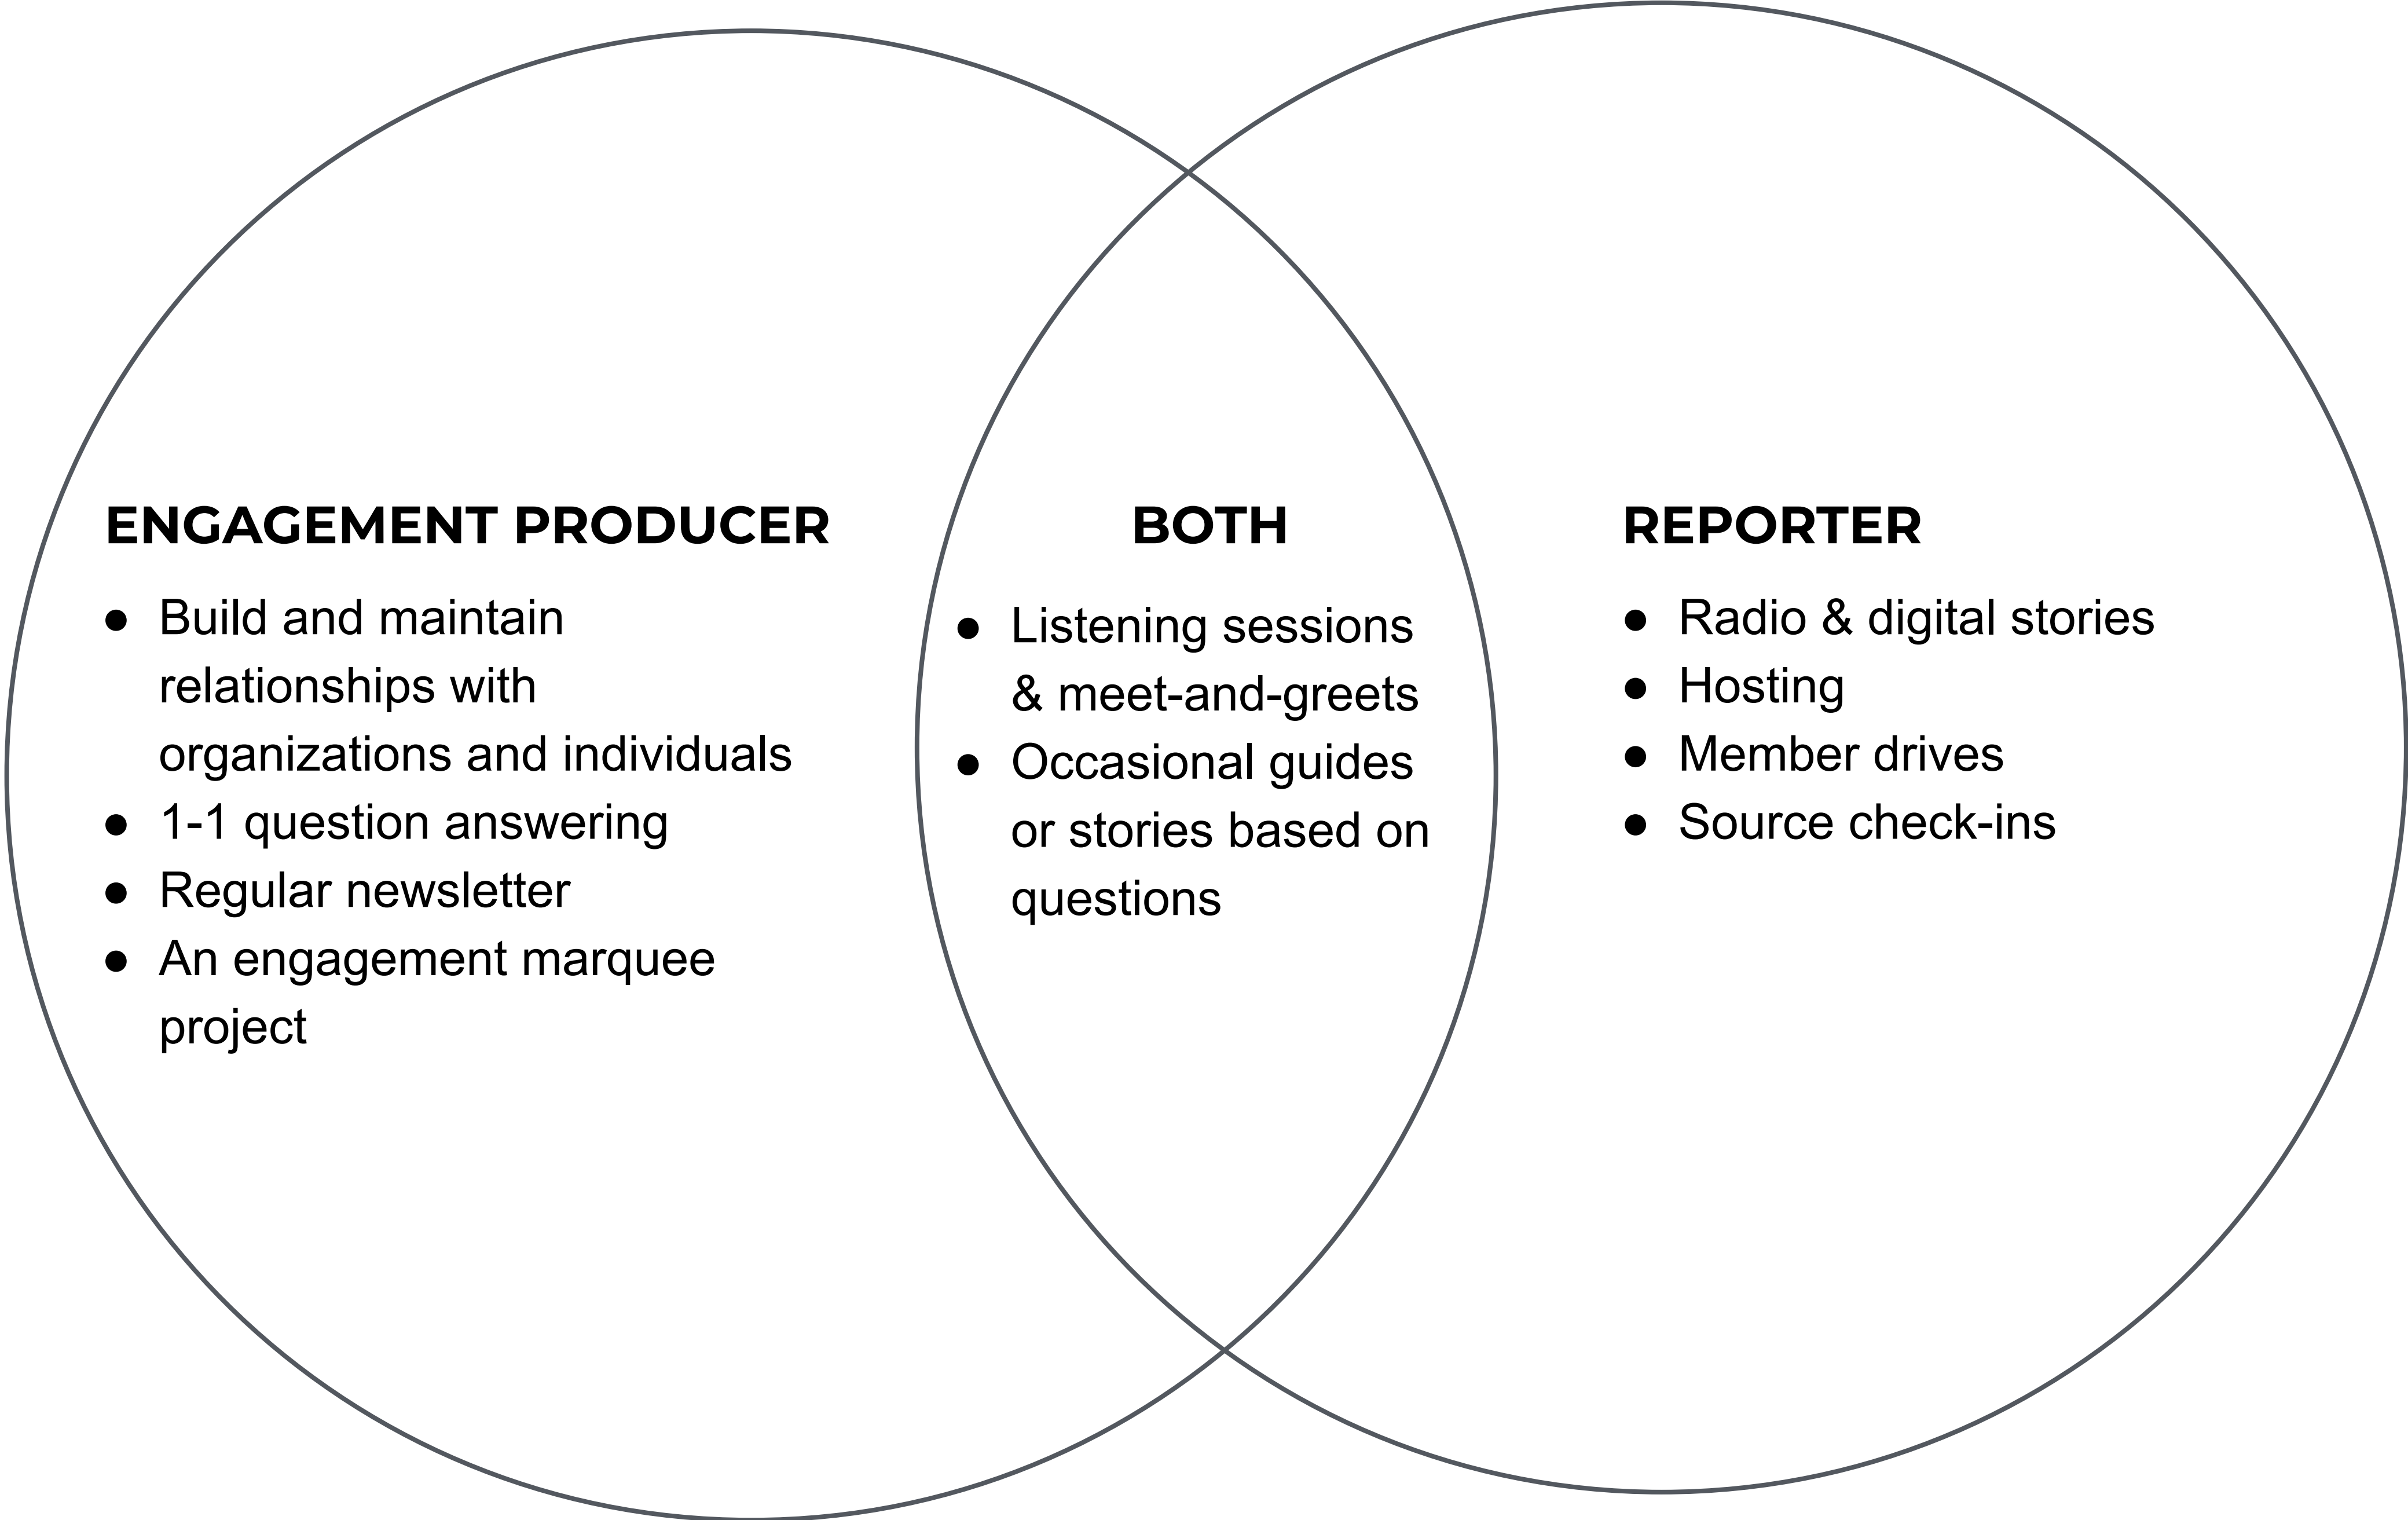 ENGAGEMENT PRODUCER
● Build and maintain
relationships with
organizations and individuals
● 1-1 question answering
● Regular newsletter
● An engagement marquee
project
BOTH
● Listening sessions
& meet-and-greets
● Occasional guides
or stories based on
questions
REPORTER
● Radio & digital stories
● Hosting
● Member drives
● Source check-ins